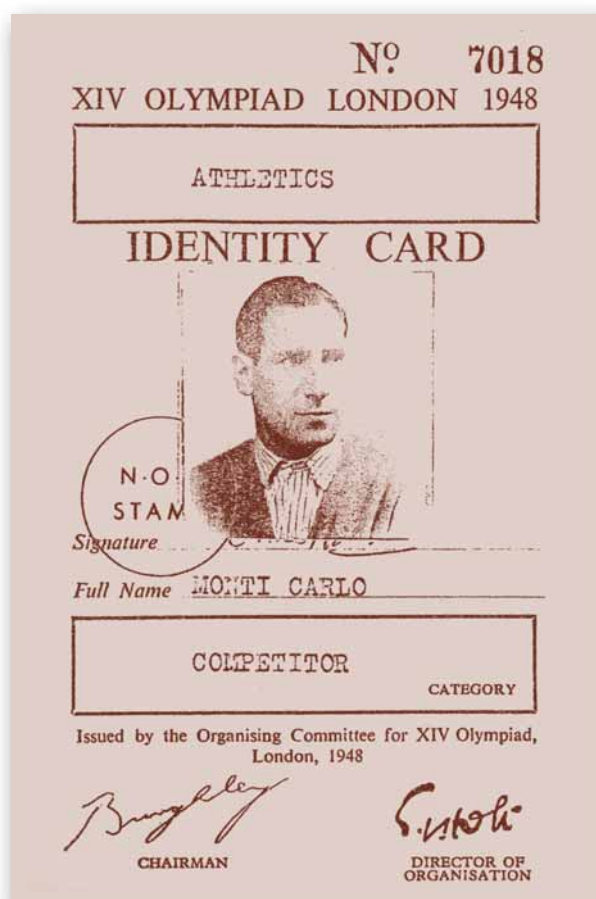 Nº 7018
XIV OLYMPIAD LONDON 1948
ATHLETICS
IDENTITY CARD
N·O·
STAM
Signature
Full Name MONTI CARLO
COMPETITOR
CATEGORY
Issued by the Organising Committee for XIV Olympiad,
London, 1948
Burghley
CHAIRMAN
DIRECTOR OF
ORGANISATION